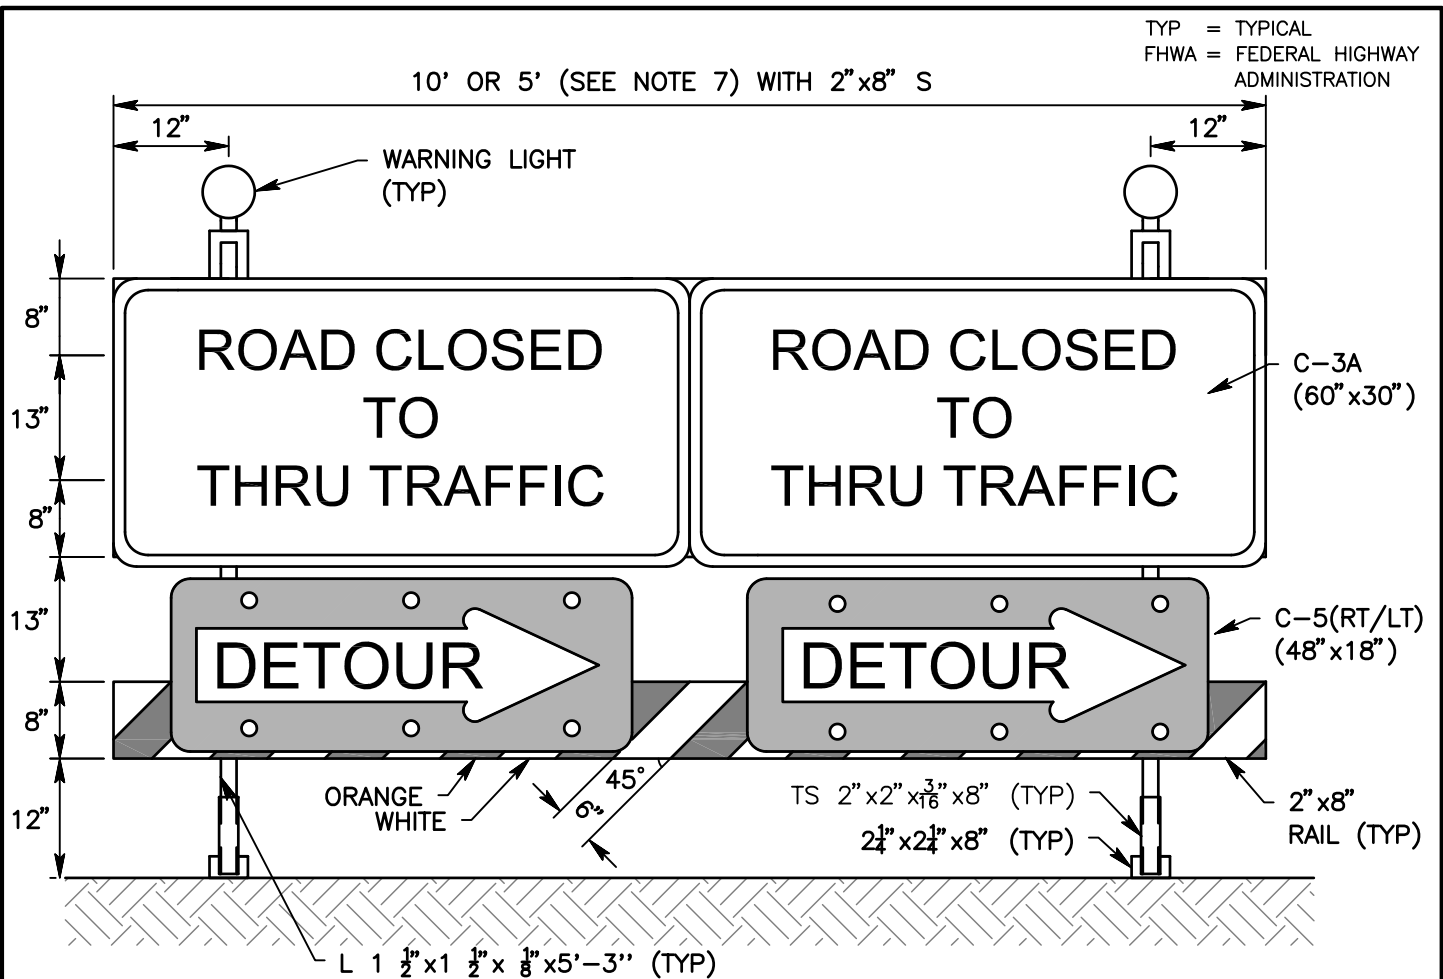 TYP = TYPICAL
FHWA = FEDERAL HIGHWAY
ADMINISTRATION
10' OR 5' (SEE NOTE 7) WITH 2"x8" S
12"
12"
WARNING LIGHT
(TYP)
8"
13"
8"
13"
8"
12"
ROAD CLOSED
TO
THRU TRAFFIC
ROAD CLOSED
TO
THRU TRAFFIC
C-3A
(60"x30")
DETOUR
DETOUR
C-5(RT/LT)
(48"x18")
ORANGE
WHITE
45°
6"
TS 2"x2"x3/16"x8" (TYP)
2 1/4"x2 1/4"x8" (TYP)
2"x8"
RAIL (TYP)
L 1 1/2"x1 1/2"x 1/8"x5'-3'' (TYP)